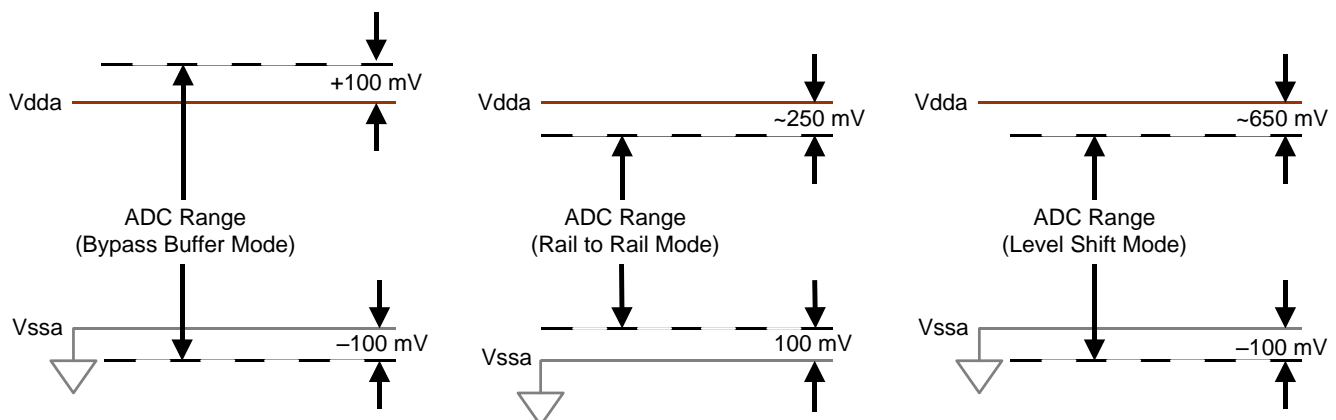 +100 mV
Vdda
ADC Range
(Bypass Buffer Mode)
Vssa
–100 mV
Vdda
~250 mV
ADC Range
(Rail to Rail Mode)
100 mV
Vssa
Vdda
~650 mV
ADC Range
(Level Shift Mode)
Vssa
–100 mV